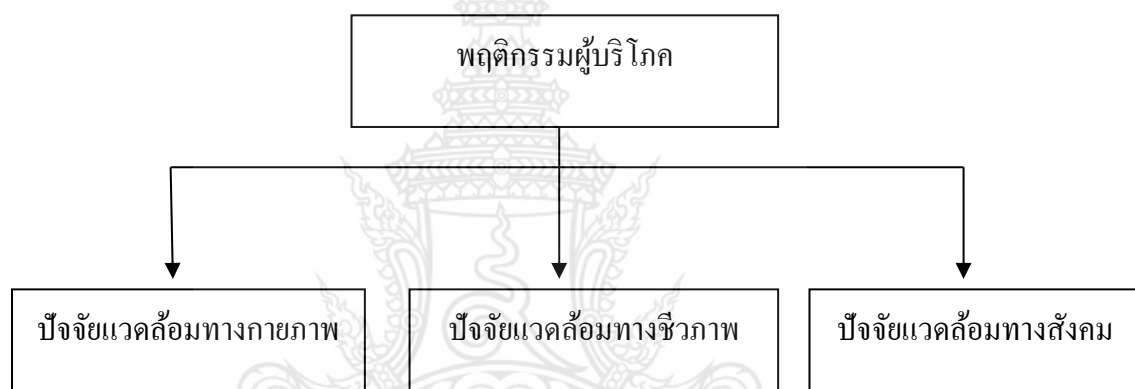 พฤติกรรมผู้บริโภค
ปัจจัยแวดล้อมทางกายภาพ
ปัจจัยแวดล้อมทางชีวภาพ
ปัจจัยแวดล้อมทางสังคม